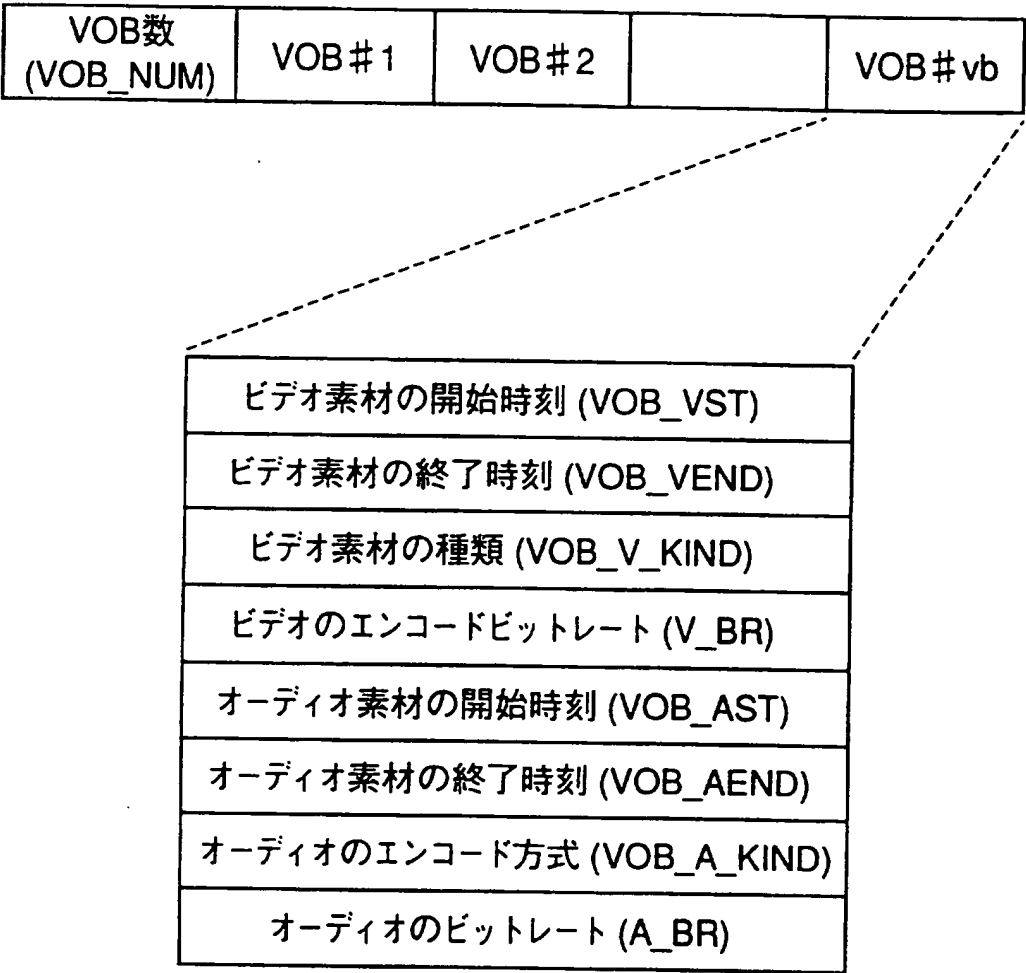 VOB数
(VOB_NUM)
VOB♯1
VOB♯2
VOB♯vb
ビデオ素材の開始時刻 (VOB_VST)
ビデオ素材の終了時刻 (VOB_VEND)
ビデオ素材の種類 (VOB_V_KIND)
ビデオのエンコードビットレート (V_BR)
オーディオ素材の開始時刻 (VOB_AST)
オーディオ素材の終了時刻 (VOB_AEND)
オーディオのエンコード方式 (VOB_A_KIND)
オーディオのビットレート (A_BR)